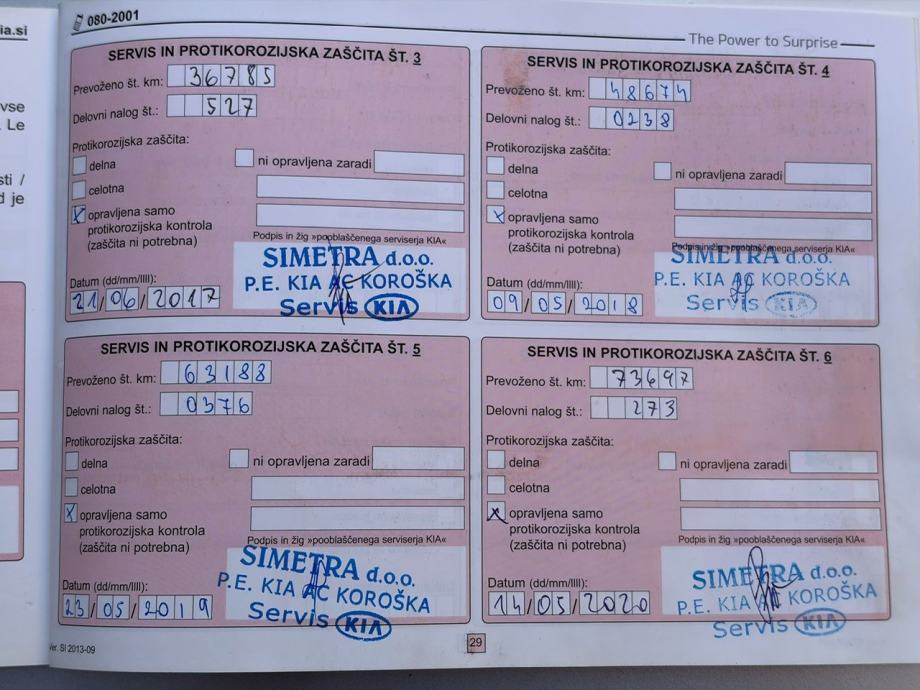 ia.si
vse
. Le
sti /
d je
080-2001
The Power to Surprise
SERVIS IN PROTIKOROZIJSKA ZAŠČITA ŠT. 3
Prevoženo št. km: 36785
Delovni nalog št.: 527
Protikorozijska zaščita:
delna
ni opravljena zaradi
celotna
opravljena samo
protikorozijska kontrola
(zaščita ni potrebna)
Podpis in žig »pooblaščenega serviserja KIA«
SIMETRA d.o.o.
P.E. KIA AC KOROŠKA
Servis KIA
Datum (dd/mm/llll):
21/06/2017
SERVIS IN PROTIKOROZIJSKA ZAŠČITA ŠT. 4
Prevoženo št. km: 48674
Delovni nalog št.: 0238
Protikorozijska zaščita:
delna
ni opravljena zaradi
celotna
opravljena samo
protikorozijska kontrola
(zaščita ni potrebna)
Podpis in žig »pooblaščenega serviserja KIA«
SIMETRA d.o.o.
P.E. KIA AC KOROŠKA
Servis KIA
Datum (dd/mm/llll):
09/05/2018
SERVIS IN PROTIKOROZIJSKA ZAŠČITA ŠT. 5
Prevoženo št. km: 63188
Delovni nalog št.: 0376
Protikorozijska zaščita:
delna
ni opravljena zaradi
celotna
opravljena samo
protikorozijska kontrola
(zaščita ni potrebna)
Podpis in žig »pooblaščenega serviserja KIA«
SIMETRA d.o.o.
P.E. KIA AC KOROŠKA
Servis KIA
Datum (dd/mm/llll):
23/05/2019
SERVIS IN PROTIKOROZIJSKA ZAŠČITA ŠT. 6
Prevoženo št. km: 73697
Delovni nalog št.: 273
Protikorozijska zaščita:
delna
ni opravljena zaradi
celotna
opravljena samo
protikorozijska kontrola
(zaščita ni potrebna)
Podpis in žig »pooblaščenega serviserja KIA«
SIMETRA d.o.o.
P.E. KIA AC KOROŠKA
Servis KIA
Datum (dd/mm/llll):
14/05/2020
Ver. SI 2013-09
29